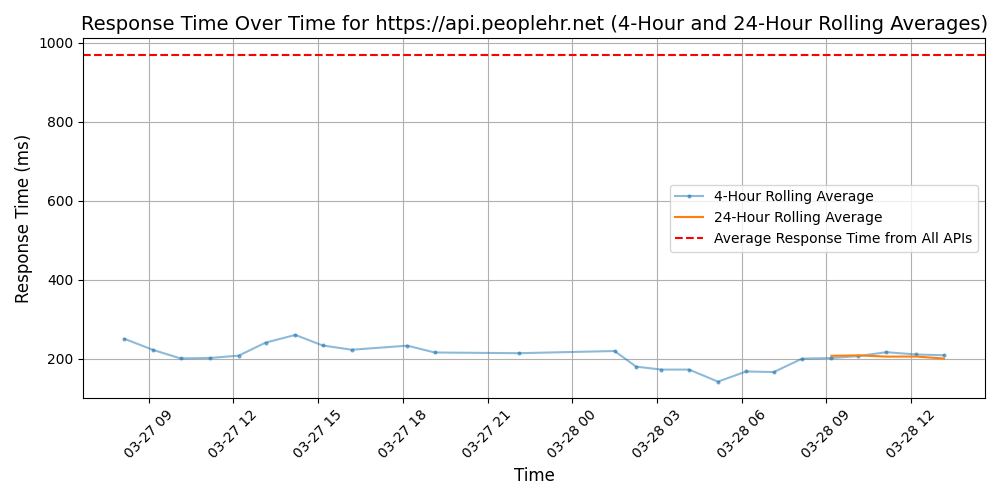 Response Time Over Time for https://api.peoplehr.net (4-Hour and 24-Hour Rolling Averages)
Response Time (ms)
1000
800
600
400
200
4-Hour Rolling Average
24-Hour Rolling Average
Average Response Time from All APIs
03-27 09
03-27 12
03-27 15
03-27 18
03-27 21
03-28 00
03-28 03
03-28 06
03-28 09
03-28 12
Time